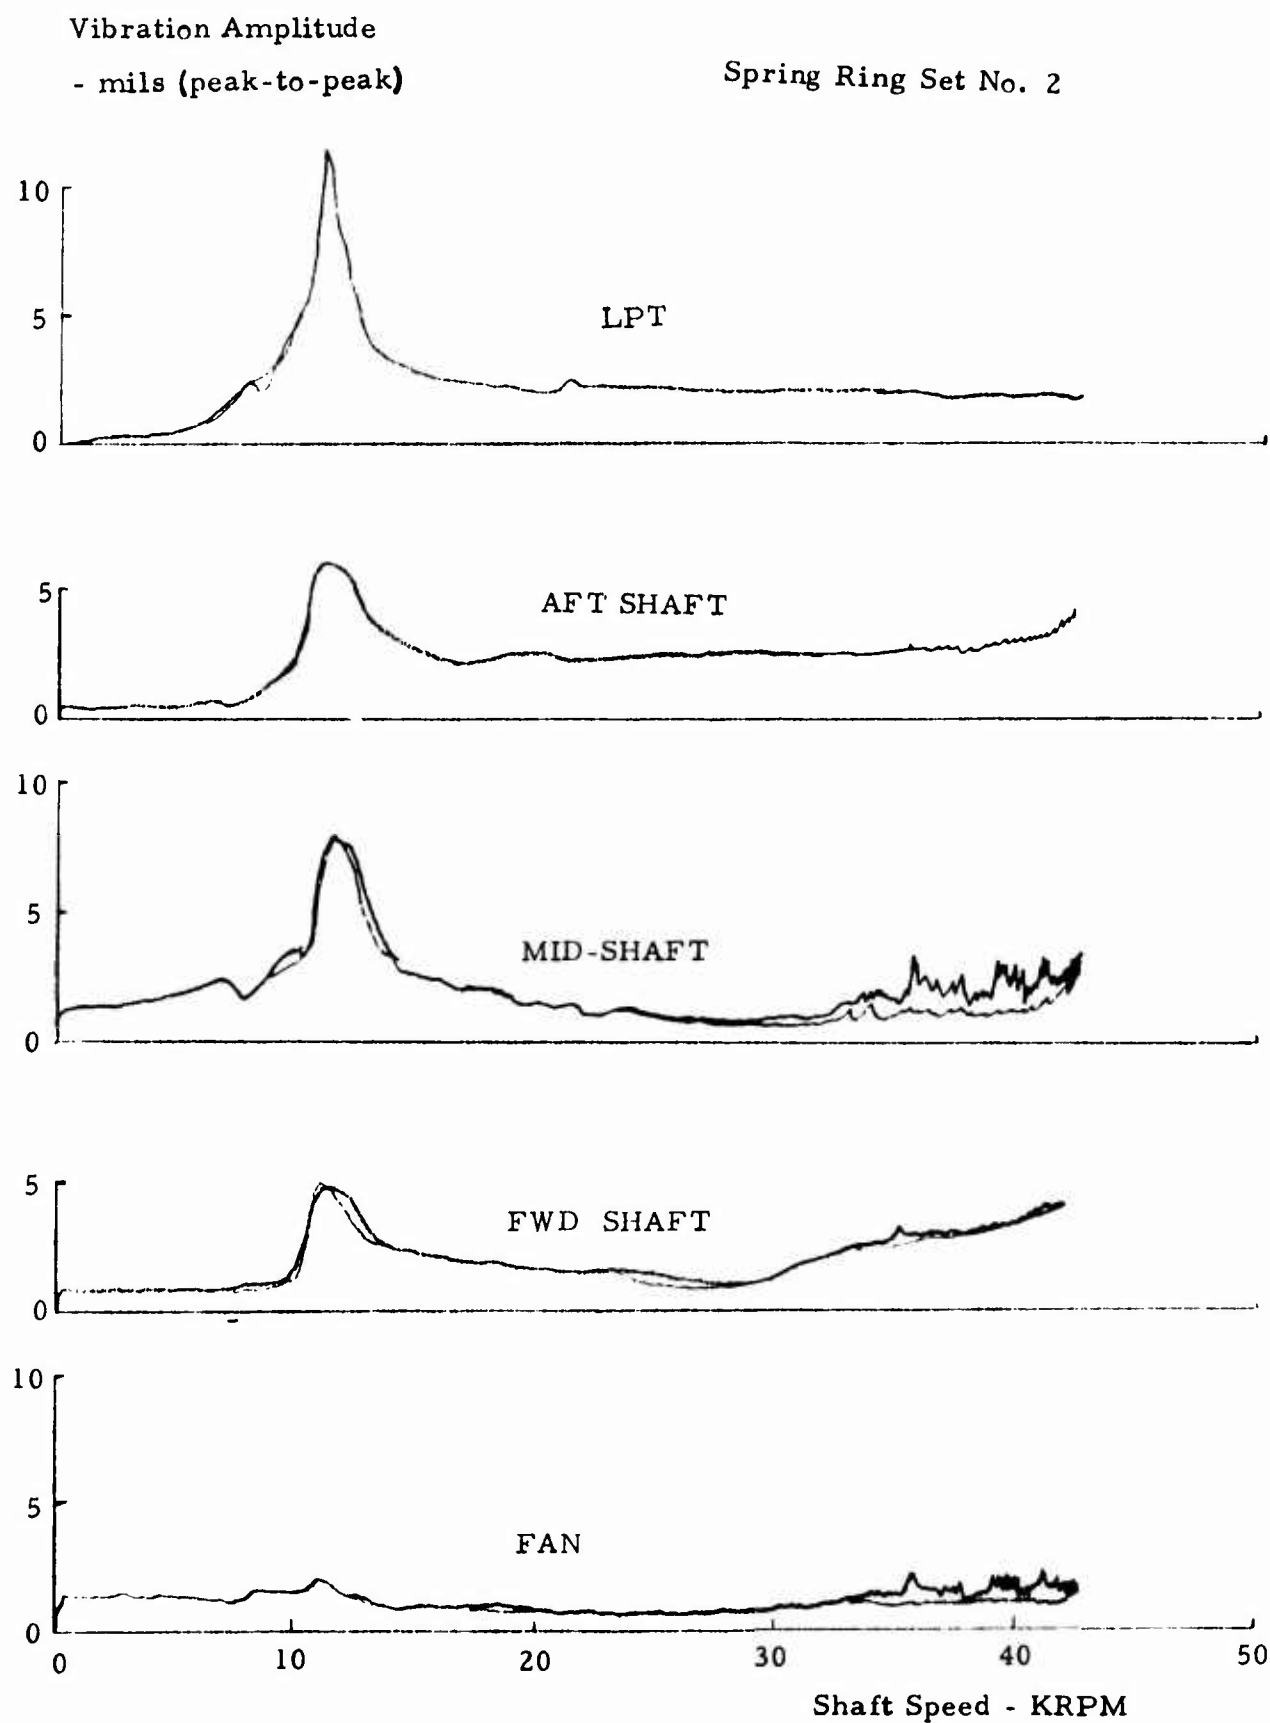 Vibration Amplitude
- mils (peak-to-peak)
Spring Ring Set No. 2
10
5
0
LPT
5
0
AFT SHAFT
10
5
0
MID-SHAFT
5
0
FWD SHAFT
10
5
0
FAN
0 10 20 30 40 50
Shaft Speed - KRPM